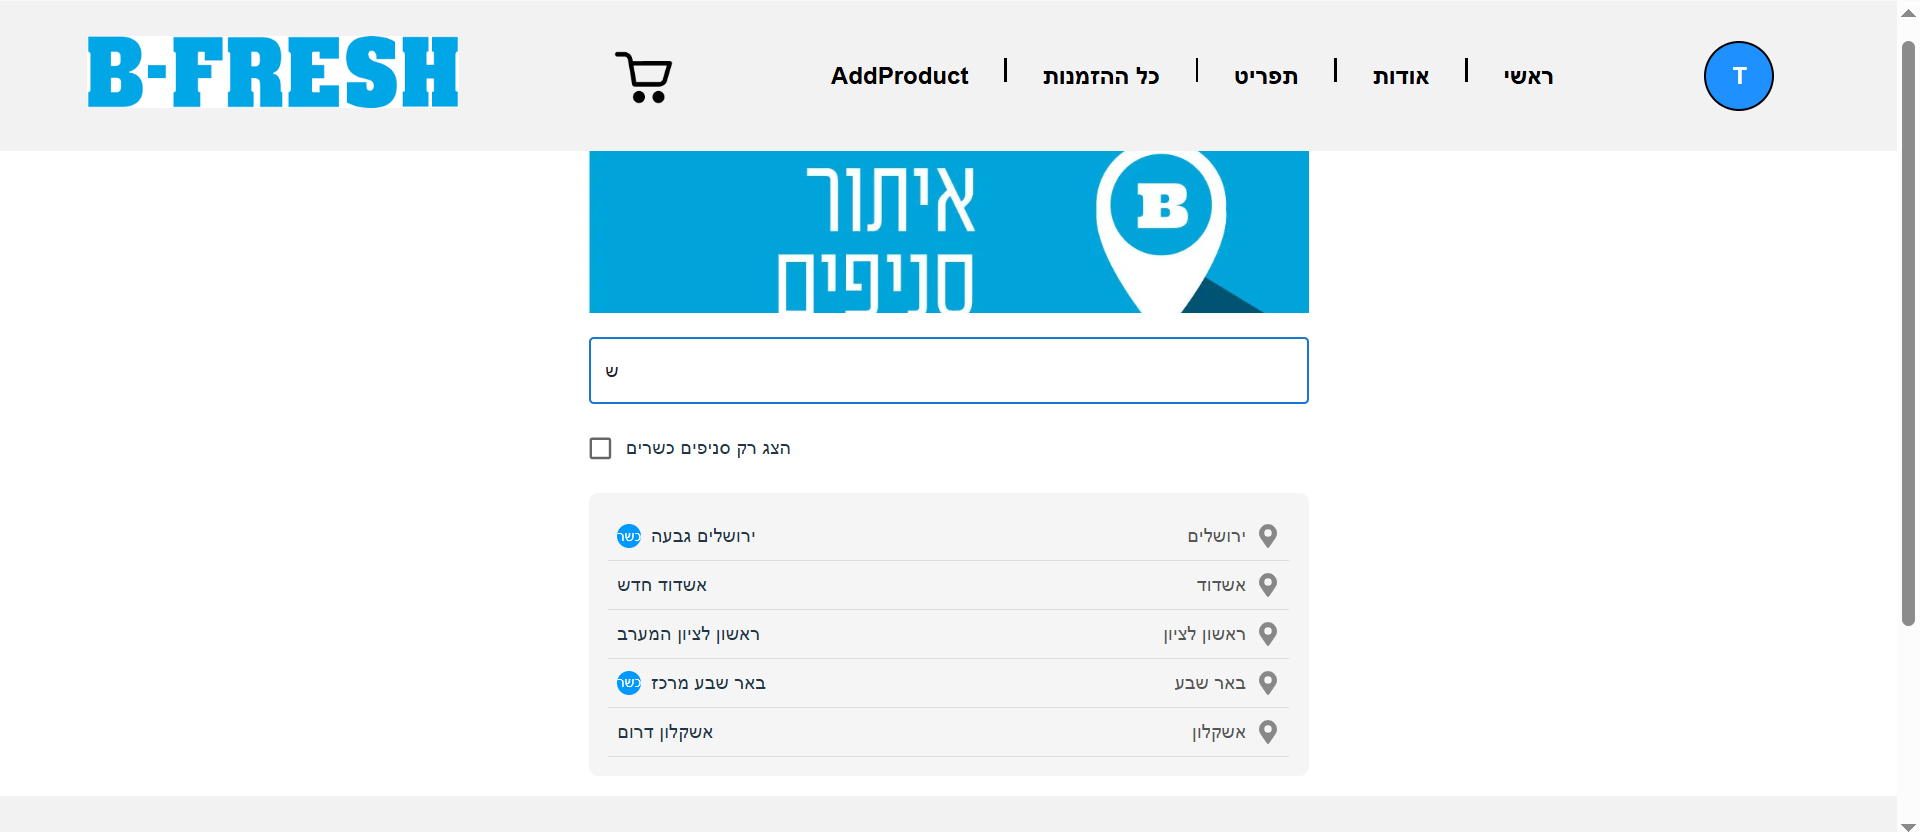 B-FRESH
ראשי | אודות | תפריט | כל ההזמנות | AddProduct
T
B
איתור
סניפים
ש
הצג רק סניפים כשרים
ירושלים ירושלים גבעה כשר
אשדוד אשדוד חדש
ראשון לציון ראשון לציון המערב
באר שבע באר שבע מרכז כשר
אשקלון אשקלון דרום